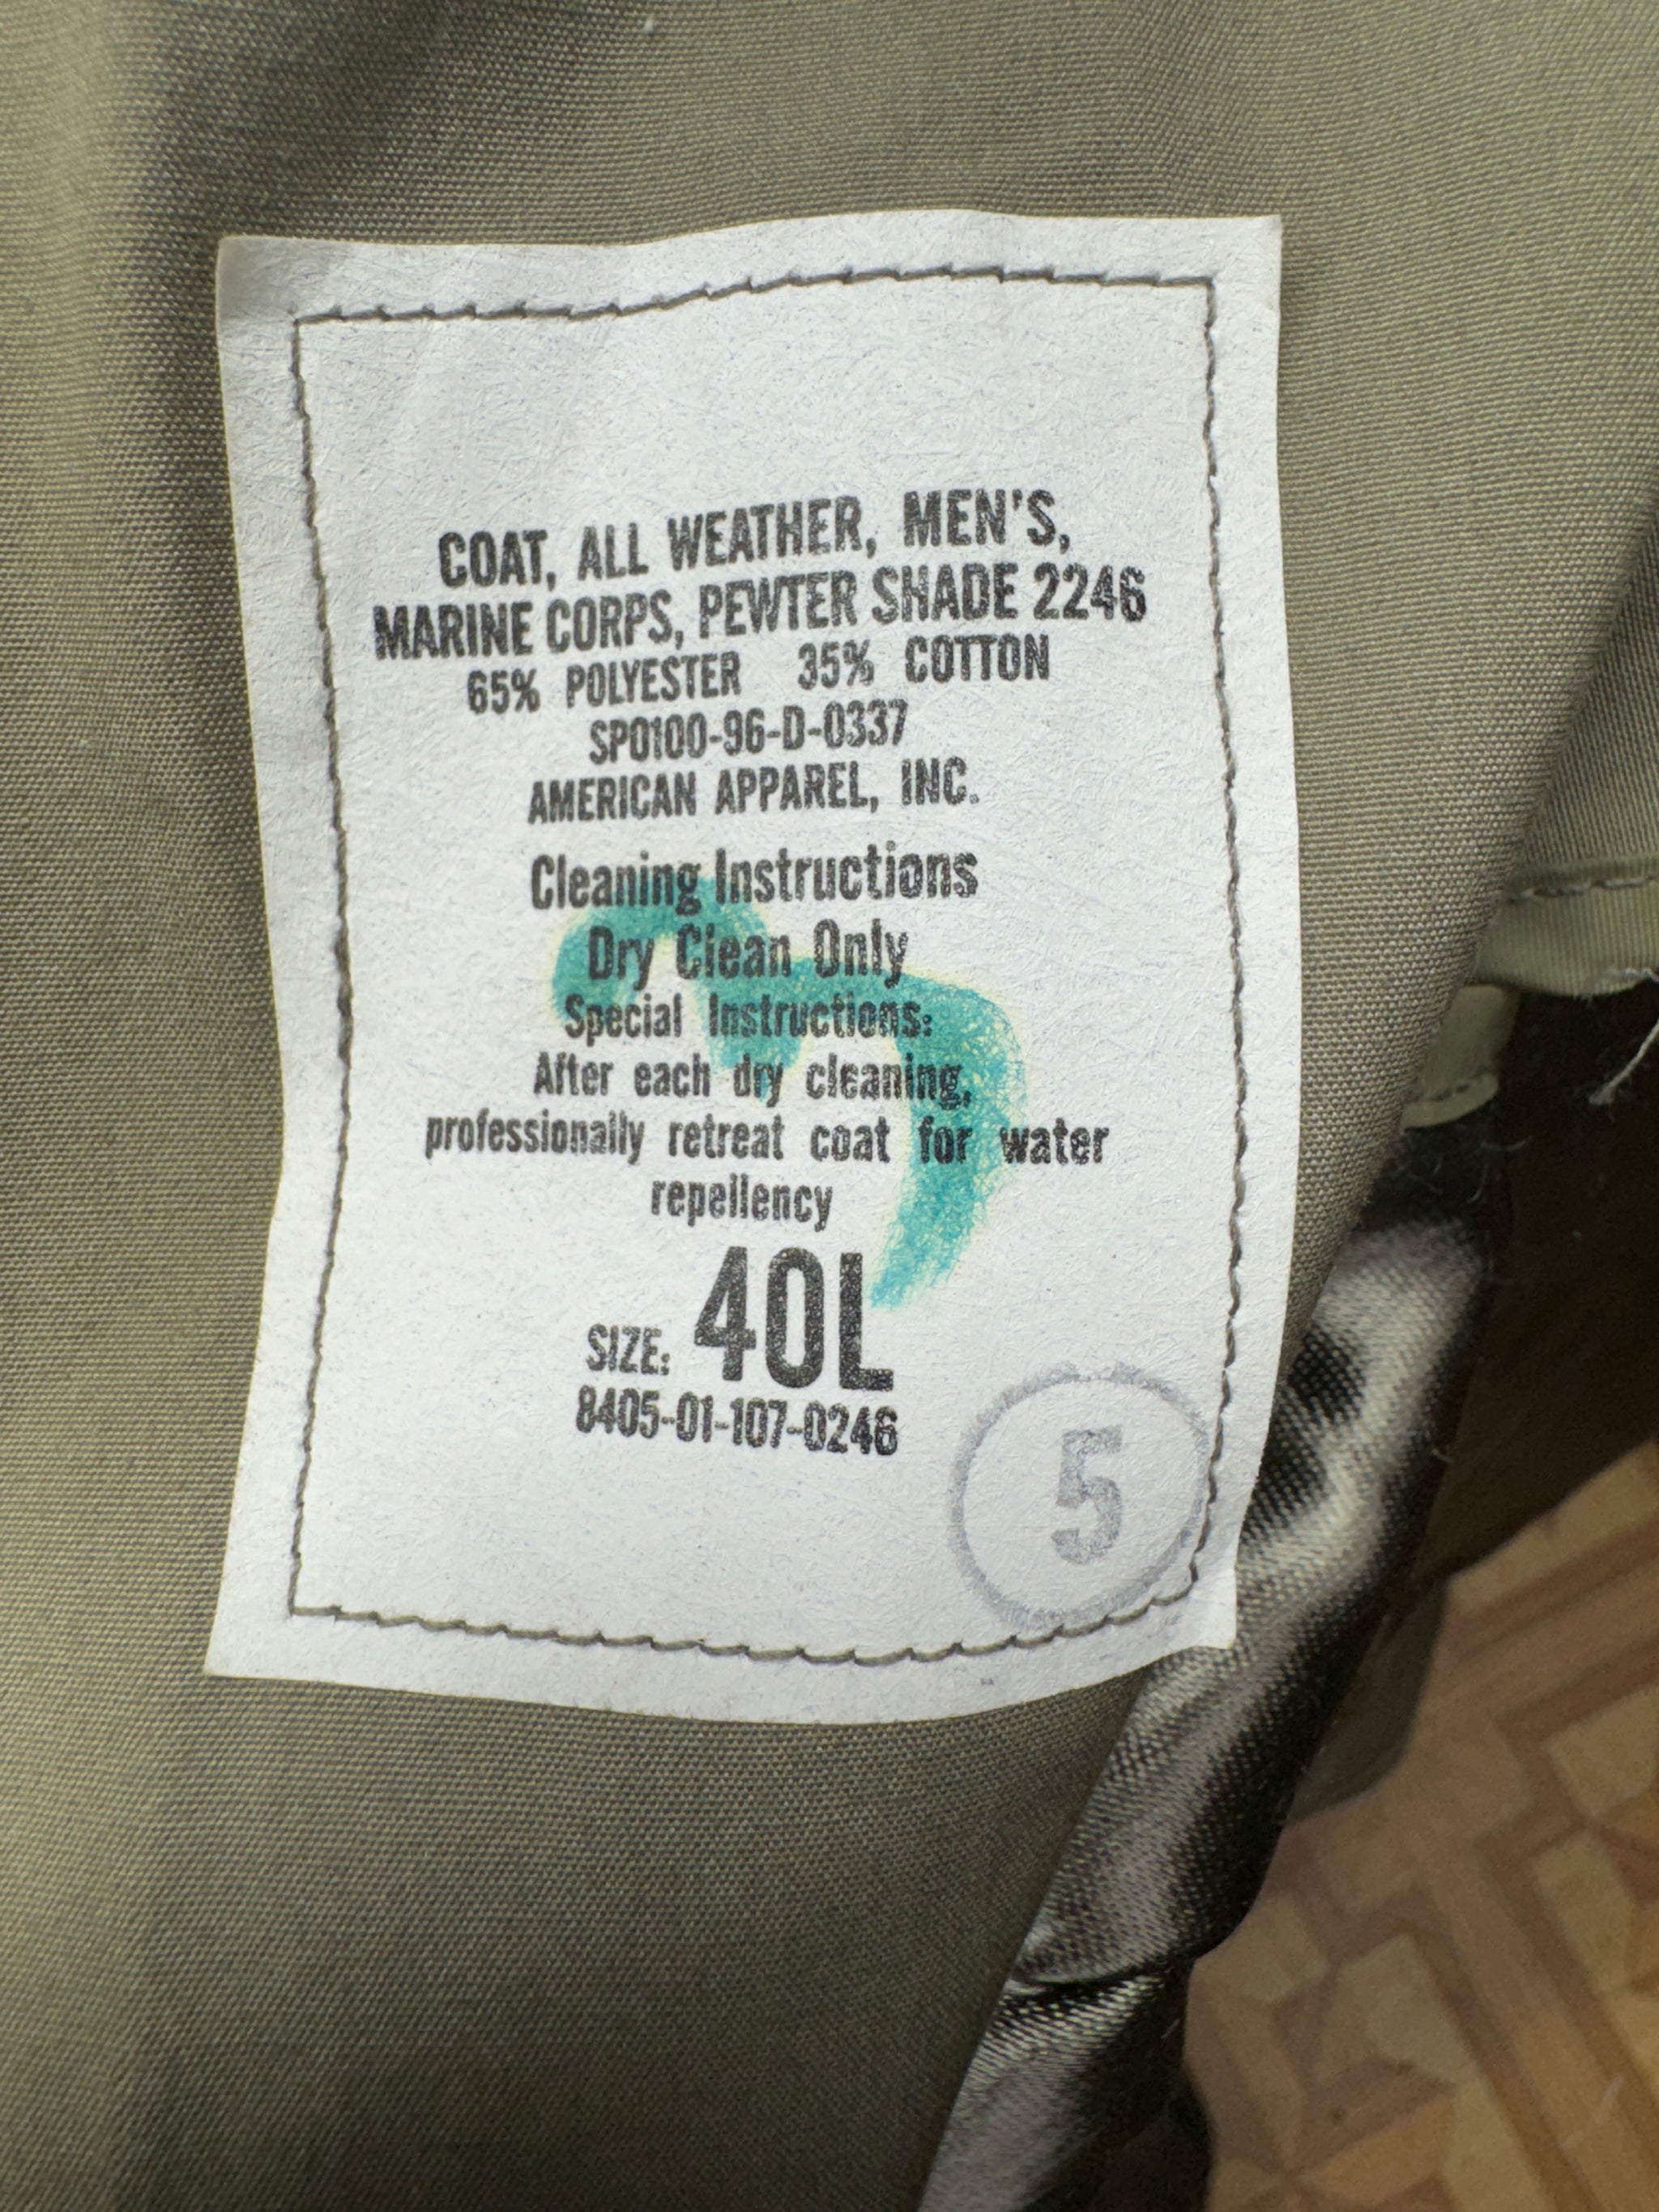 COAT, ALL WEATHER, MEN'S,
MARINE CORPS, PEWTER SHADE 2246
65% POLYESTER 35% COTTON
SP0100-96-D-0337
AMERICAN APPAREL, INC.
Cleaning Instructions
Dry Clean Only
Special Instructions:
After each dry cleaning,
professionally retreat coat for water
repellency
SIZE: 40L
8405-01-107-0246
5